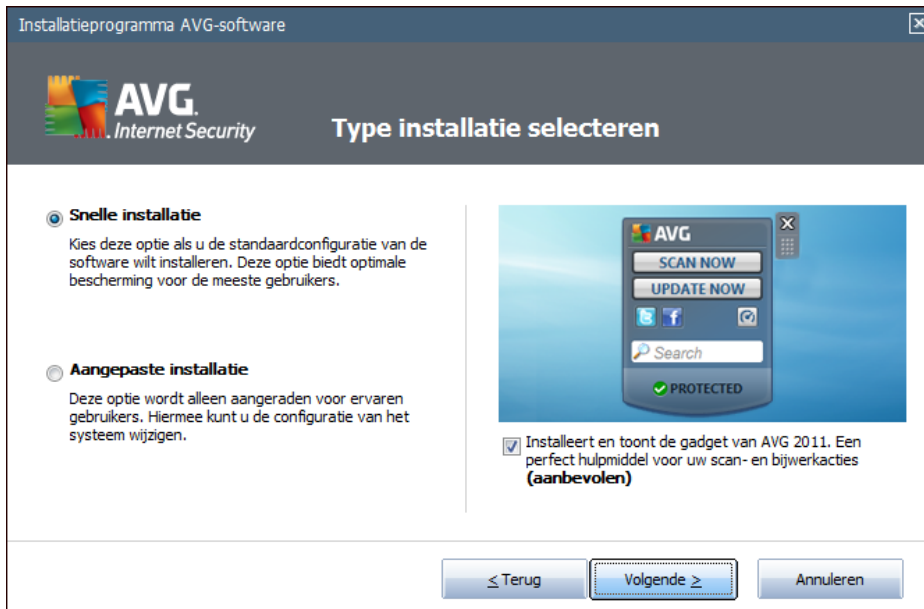 Installatieprogramma AVG-software
AVG.
Internet Security
Type installatie selecteren
Snelle installatie
Kies deze optie als u de standaardconfiguratie van de
software wilt installeren. Deze optie biedt optimale
bescherming voor de meeste gebruikers.
Aangepaste installatie
Deze optie wordt alleen aangeraden voor ervaren
gebruikers. Hiermee kunt u de configuratie van het
systeem wijzigen.
AVG
SCAN NOW
UPDATE NOW
Search
PROTECTED
Installeert en toont de gadget van AVG 2011. Een
perfect hulpmiddel voor uw scan- en bijwerkacties
(aanbevolen)
< Terug
Volgende >
Annuleren